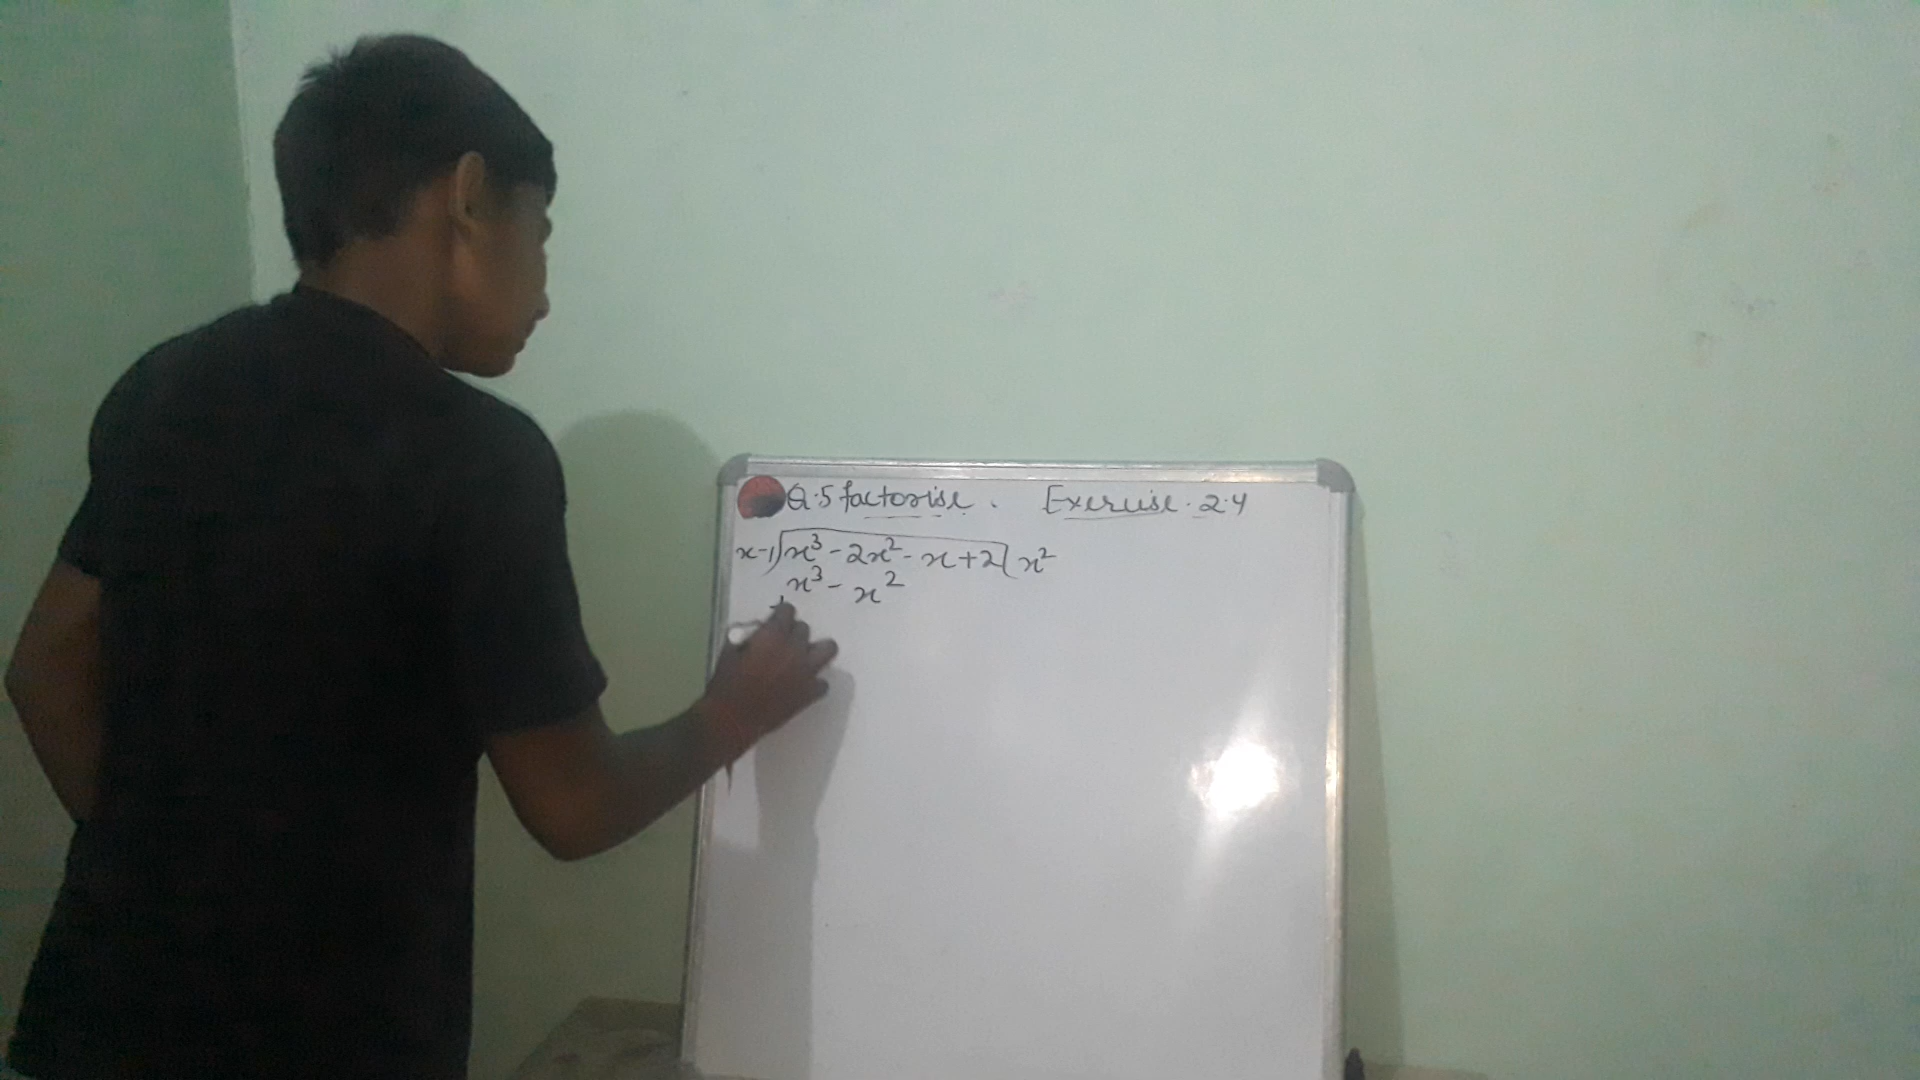 Q.5 factorise. Exercise. 2.4
x-1)x³-2x²-x+2(x²
x³-x²